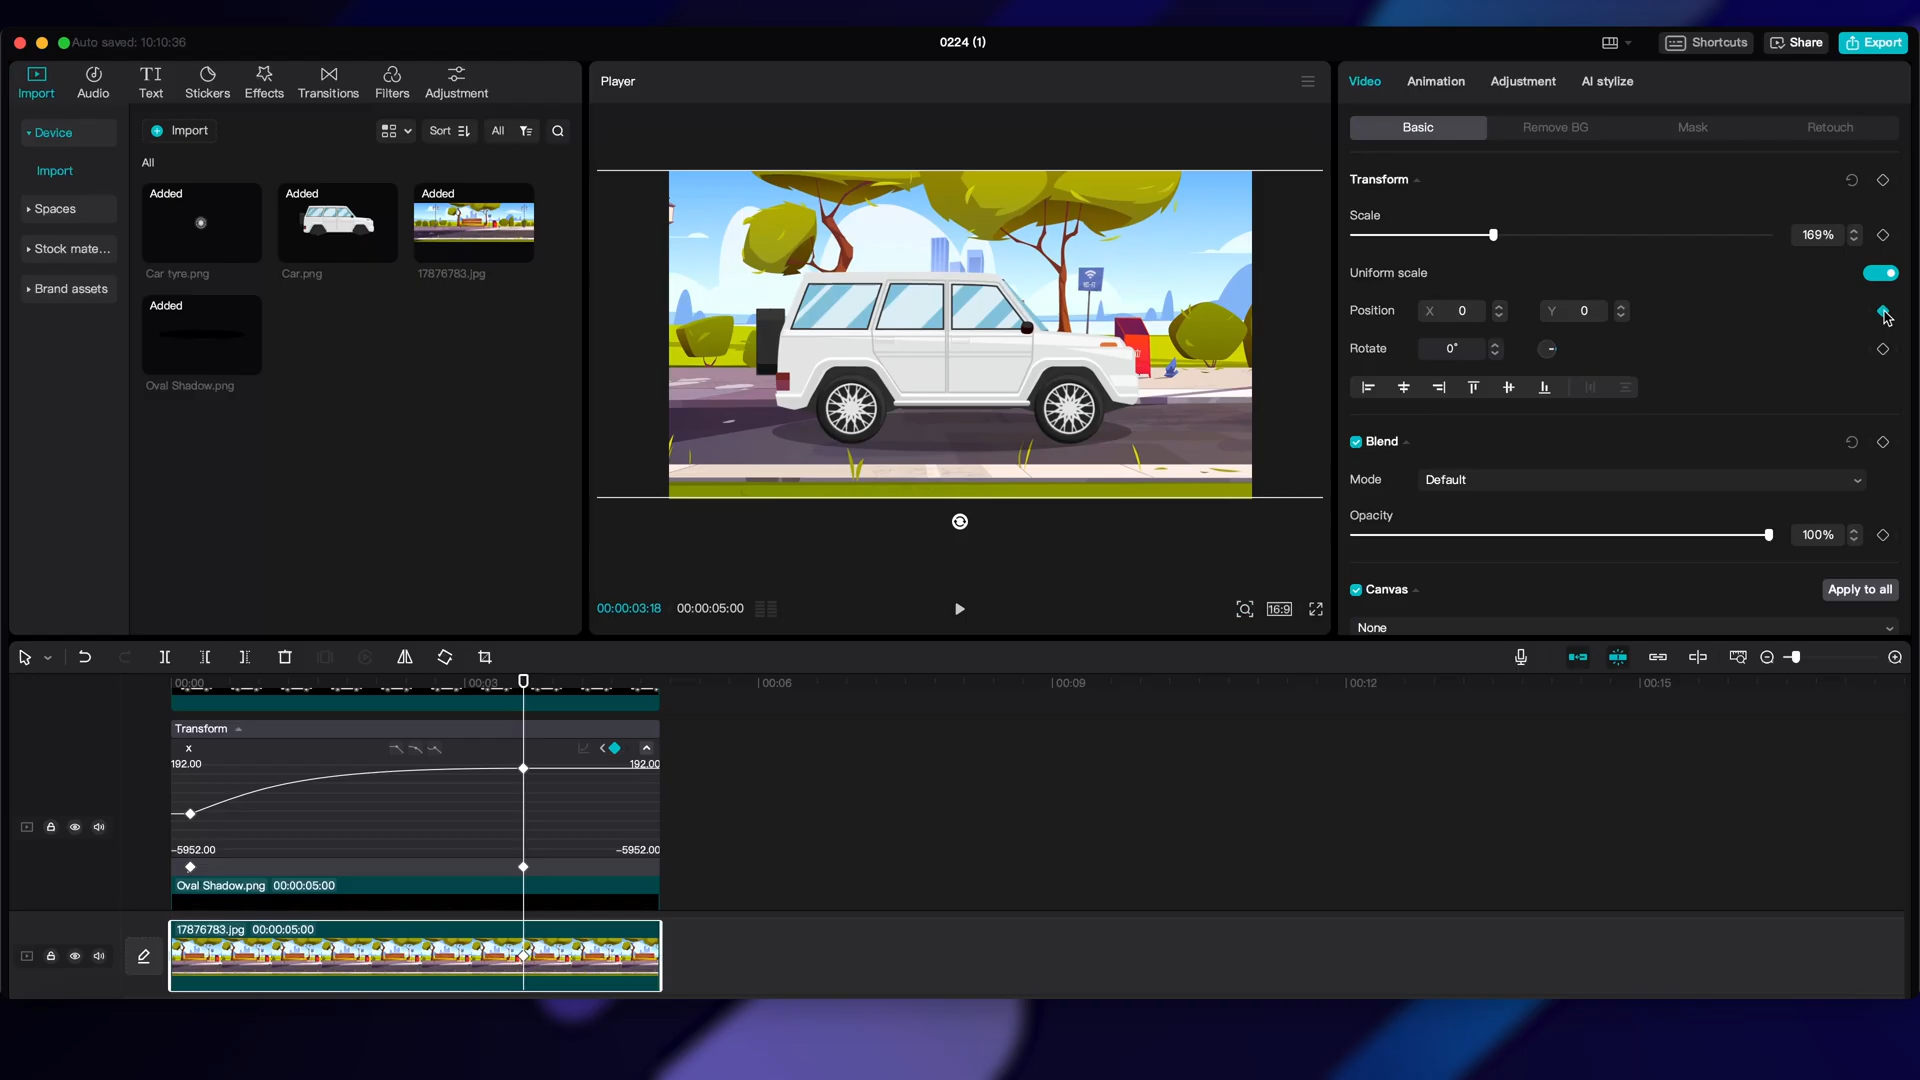 Auto saved: 10:10:36
0224 (1)
Shortcuts
Share
Export
Import
Audio
TI
Text
Stickers
Effects
Transitions
Filters
Adjustment
Device
Import
Spaces
Stock mate...
Brand assets
Import
Sort
All
All
Added
Car tyre.png
Added
Car.png
Added
17876783.jpg
Added
Oval Shadow.png
Player
WI-FI
00:00:03:18
00:00:05:00
16:9
Video
Animation
Adjustment
AI stylize
Basic
Remove BG
Mask
Retouch
Transform
Scale
169%
Uniform scale
Position
X 0
Y 0
Rotate
0°
Blend
Mode
Default
Opacity
100%
Canvas
Apply to all
None
00:00
00:03
00:06
00:09
00:12
00:15
Transform
x
192.00
192.00
-5952.00
-5952.00
Oval Shadow.png 00:00:05:00
17876783.jpg 00:00:05:00